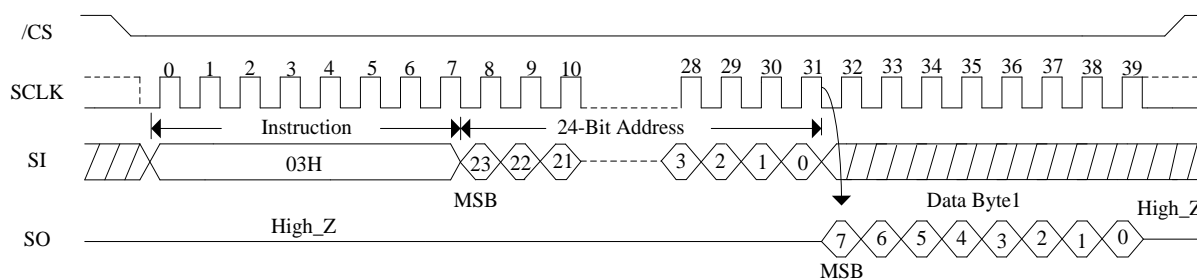 /CS
SCLK 0 1 2 3 4 5 6 7 8 9 10 28 29 30 31 32 33 34 35 36 37 38 39
Instruction 24-Bit Address
SI 03H 23 22 21 3 2 1 0
MSB Data Byte1
High_Z High_Z
SO 7 6 5 4 3 2 1 0
MSB